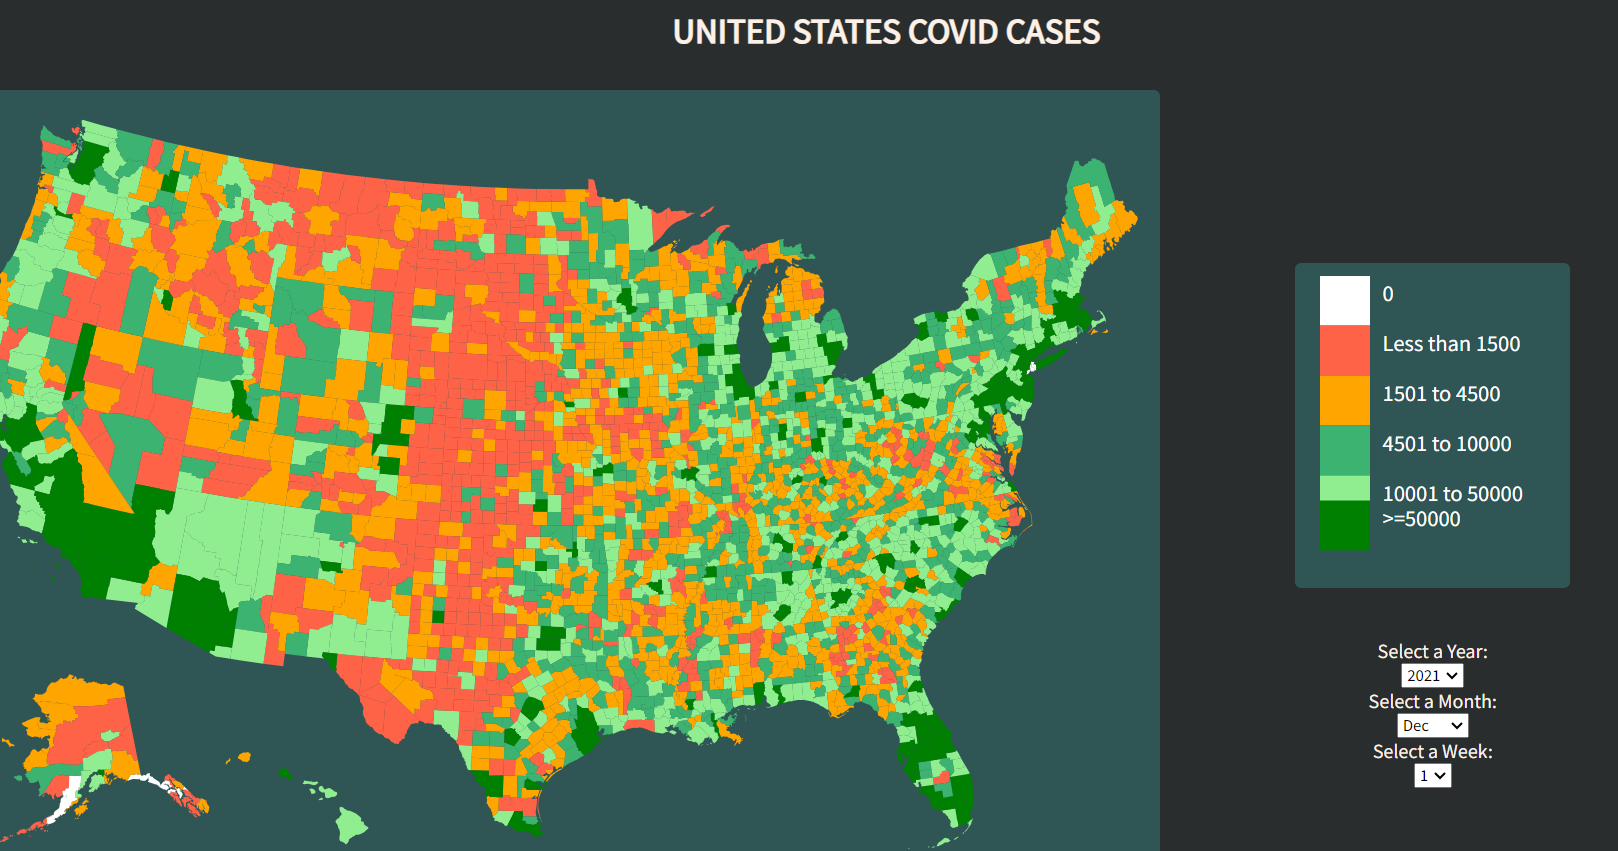 UNITED STATES COVID CASES
0
Less than 1500
1501 to 4500
4501 to 10000
10001 to 50000
>=50000
Select a Year:
2021
Select a Month:
Dec
Select a Week:
1